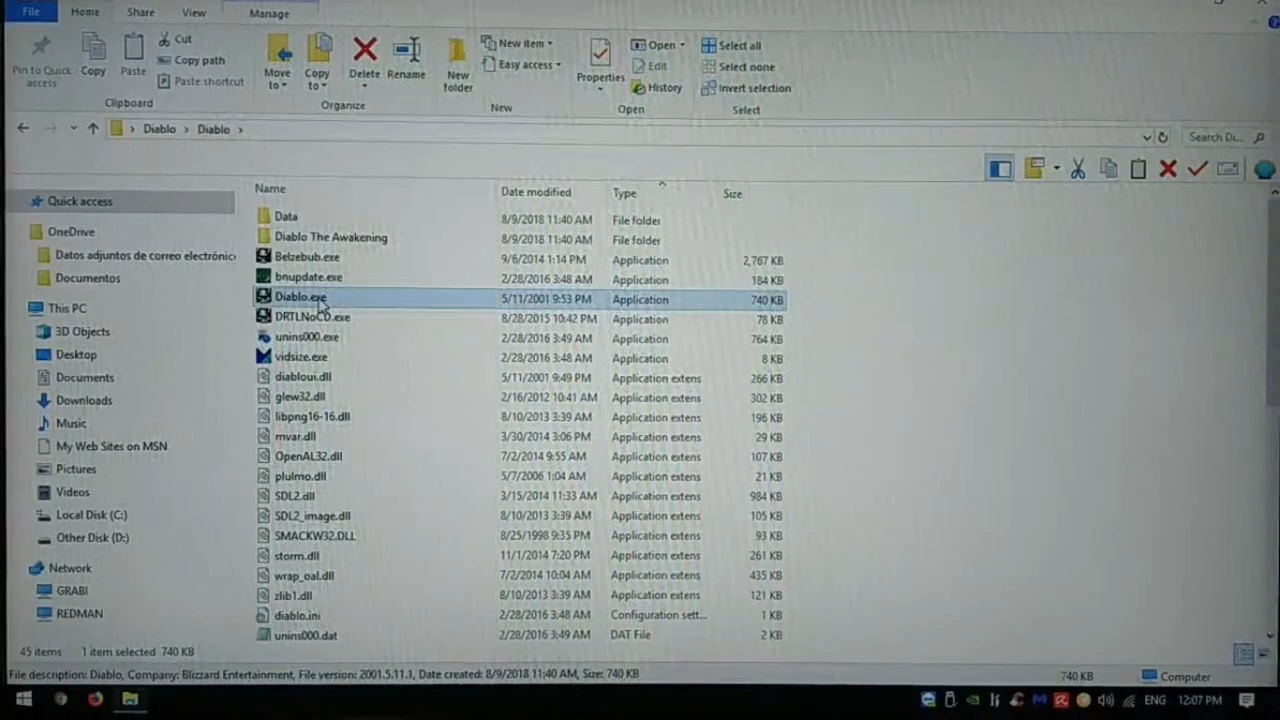 File Home Share View Manage
Pin to Quick access
Copy
Paste
Cut
Copy path
Paste shortcut
Clipboard
Move to
Copy to
Delete
Rename
Organize
New folder
New item
Easy access
New
Properties
Open
Edit
History
Open
Select all
Select none
Invert selection
Select
Diablo Diablo
Search Di...
Name Date modified Type Size
Quick access
OneDrive
Datos adjuntos de correo electrónic
Documentos
This PC
3D Objects
Desktop
Documents
Downloads
Music
My Web Sites on MSN
Pictures
Videos
Local Disk (C:)
Other Disk (D:)
Network
GRABI
REDMAN
Data 8/9/2018 11:40 AM File folder
Diablo The Awakening 8/9/2018 11:40 AM File folder
Belzebub.exe 9/6/2014 1:14 PM Application 2,767 KB
bnupdate.exe 2/28/2016 3:48 AM Application 184 KB
Diablo.exe 5/11/2001 9:53 PM Application 740 KB
DRTLNoCD.exe 8/28/2015 10:42 PM Application 78 KB
unins000.exe 2/28/2016 3:49 AM Application 764 KB
vidsize.exe 2/28/2016 3:48 AM Application 8 KB
diabloui.dll 5/11/2001 9:49 PM Application extens 266 KB
glew32.dll 2/16/2012 10:41 AM Application extens 302 KB
libpng16-16.dll 8/10/2013 3:39 AM Application extens 196 KB
mvar.dll 3/30/2014 3:06 PM Application extens 29 KB
OpenAL32.dll 7/2/2014 9:55 AM Application extens 107 KB
plulmo.dll 5/7/2006 1:04 AM Application extens 21 KB
SDL2.dll 3/15/2014 11:33 AM Application extens 984 KB
SDL2_image.dll 8/10/2013 3:39 AM Application extens 105 KB
SMACKW32.DLL 8/25/1998 9:35 PM Application extens 93 KB
storm.dll 11/1/2014 7:20 PM Application extens 261 KB
wrap_oal.dll 7/2/2014 10:04 AM Application extens 435 KB
zlib1.dll 8/10/2013 3:39 AM Application extens 121 KB
diablo.ini 2/28/2016 3:48 AM Configuration sett... 1 KB
unins000.dat 2/28/2016 3:49 AM DAT File 2 KB
45 items 1 item selected 740 KB
File description: Diablo, Company: Blizzard Entertainment, File version: 2001.5.11.1, Date created: 8/9/2018 11:40 AM, Size: 740 KB 740 KB Computer
ENG 12:07 PM